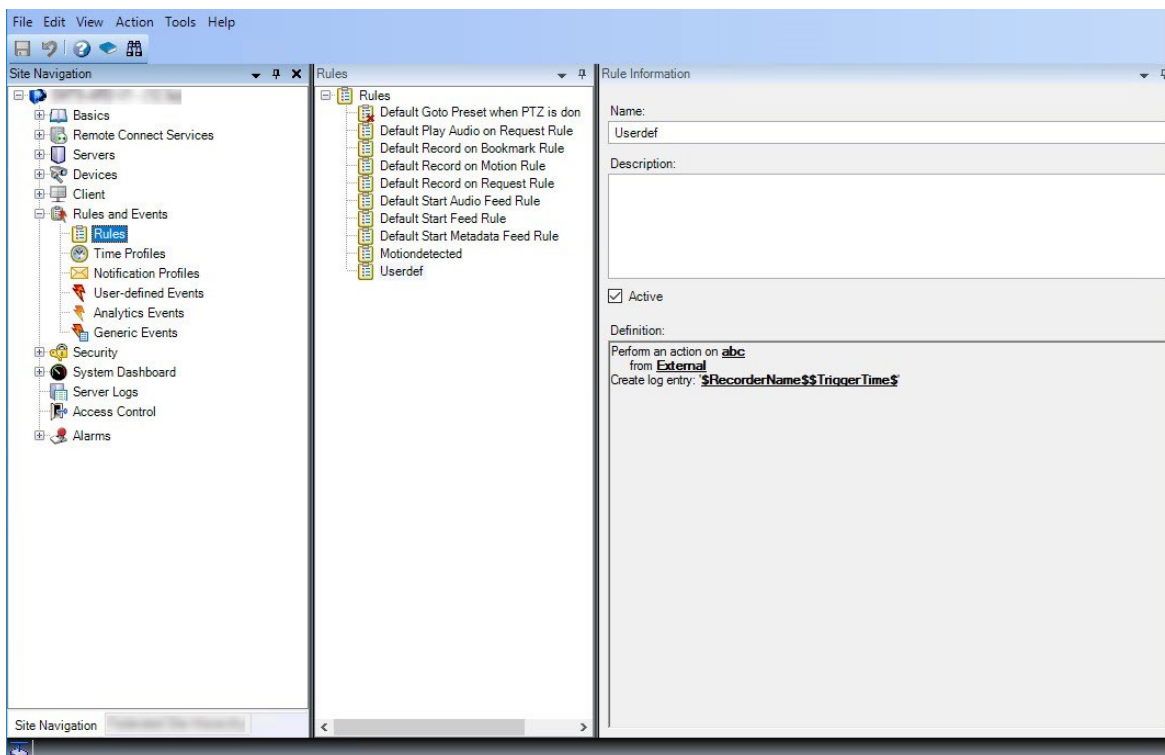 File Edit View Action Tools Help
Site Navigation
Basics
Remote Connect Services
Servers
Devices
Client
Rules and Events
Rules
Time Profiles
Notification Profiles
User-defined Events
Analytics Events
Generic Events
Security
System Dashboard
Server Logs
Access Control
Alarms
Site Navigation
Rules
Rules
Default Goto Preset when PTZ is don
Default Play Audio on Request Rule
Default Record on Bookmark Rule
Default Record on Motion Rule
Default Record on Request Rule
Default Start Audio Feed Rule
Default Start Feed Rule
Default Start Metadata Feed Rule
Motiondetected
Userdef
Rule Information
Name:
Userdef
Description:
Active
Definition:
Perform an action on abc
from External
Create log entry: '$RecorderName$$TriggerTime$'